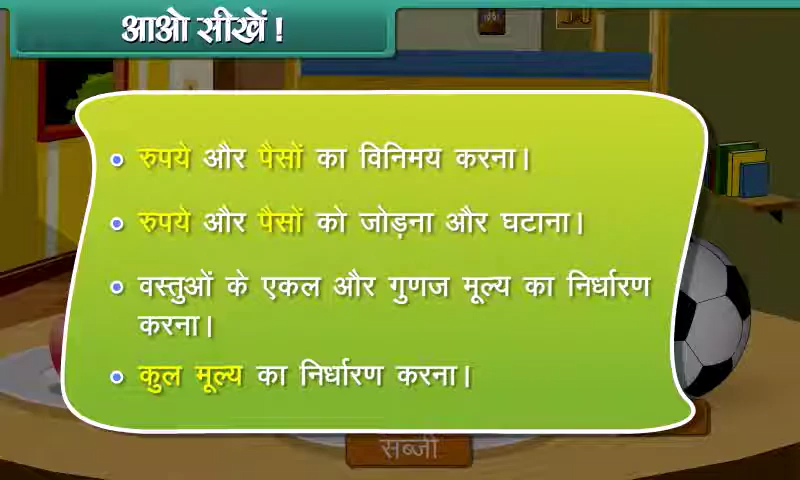 आओ सीखें!
रुपये और पैसों का विनिमय करना।
रुपये और पैसों को जोड़ना और घटाना।
वस्तुओं के एकल और गुणज मूल्य का निर्धारण
करना।
कुल मूल्य का निर्धारण करना।
सब्जी